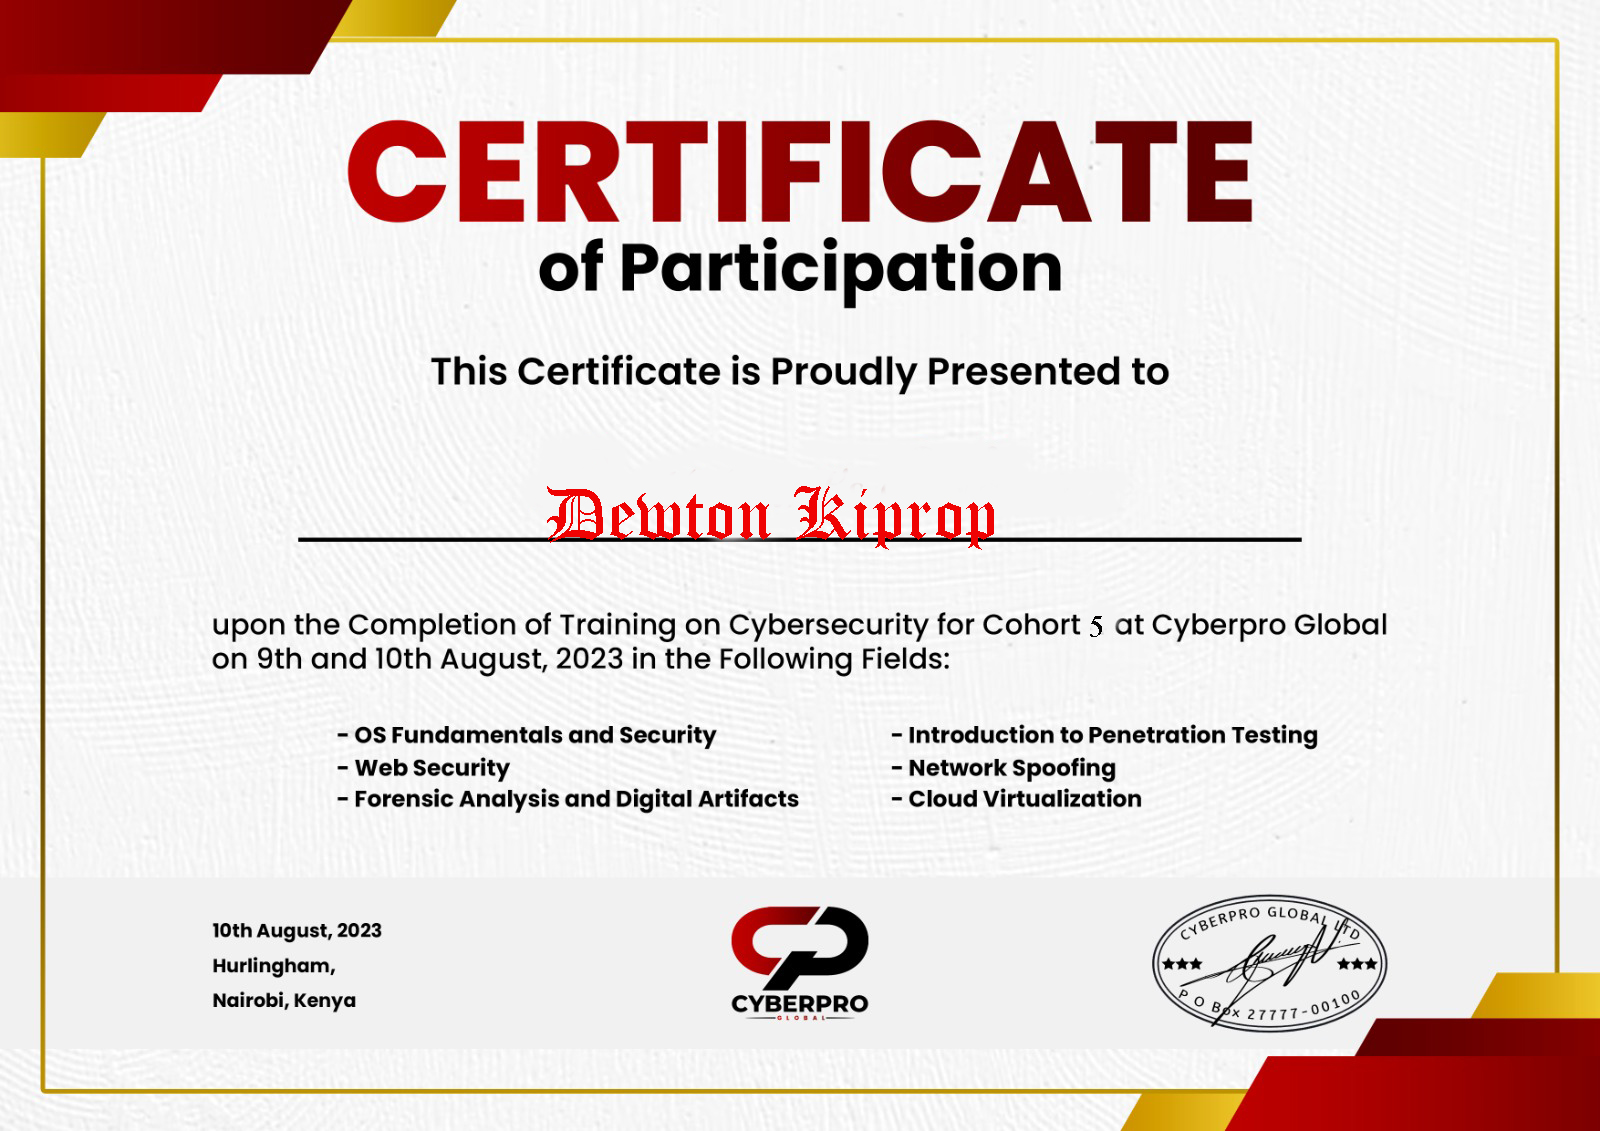 CERTIFICATE
of Participation
This Certificate is Proudly Presented to
Dewton Kiprop
upon the Completion of Training on Cybersecurity for Cohort 5 at Cyberpro Global
on 9th and 10th August, 2023 in the Following Fields:
- OS Fundamentals and Security
- Web Security
- Forensic Analysis and Digital Artifacts
- Introduction to Penetration Testing
- Network Spoofing
- Cloud Virtualization
10th August, 2023
Hurlingham,
Nairobi, Kenya
CYBERPRO
GLOBAL
CYBERPRO GLOBAL LTD
P O Box 27777-00100